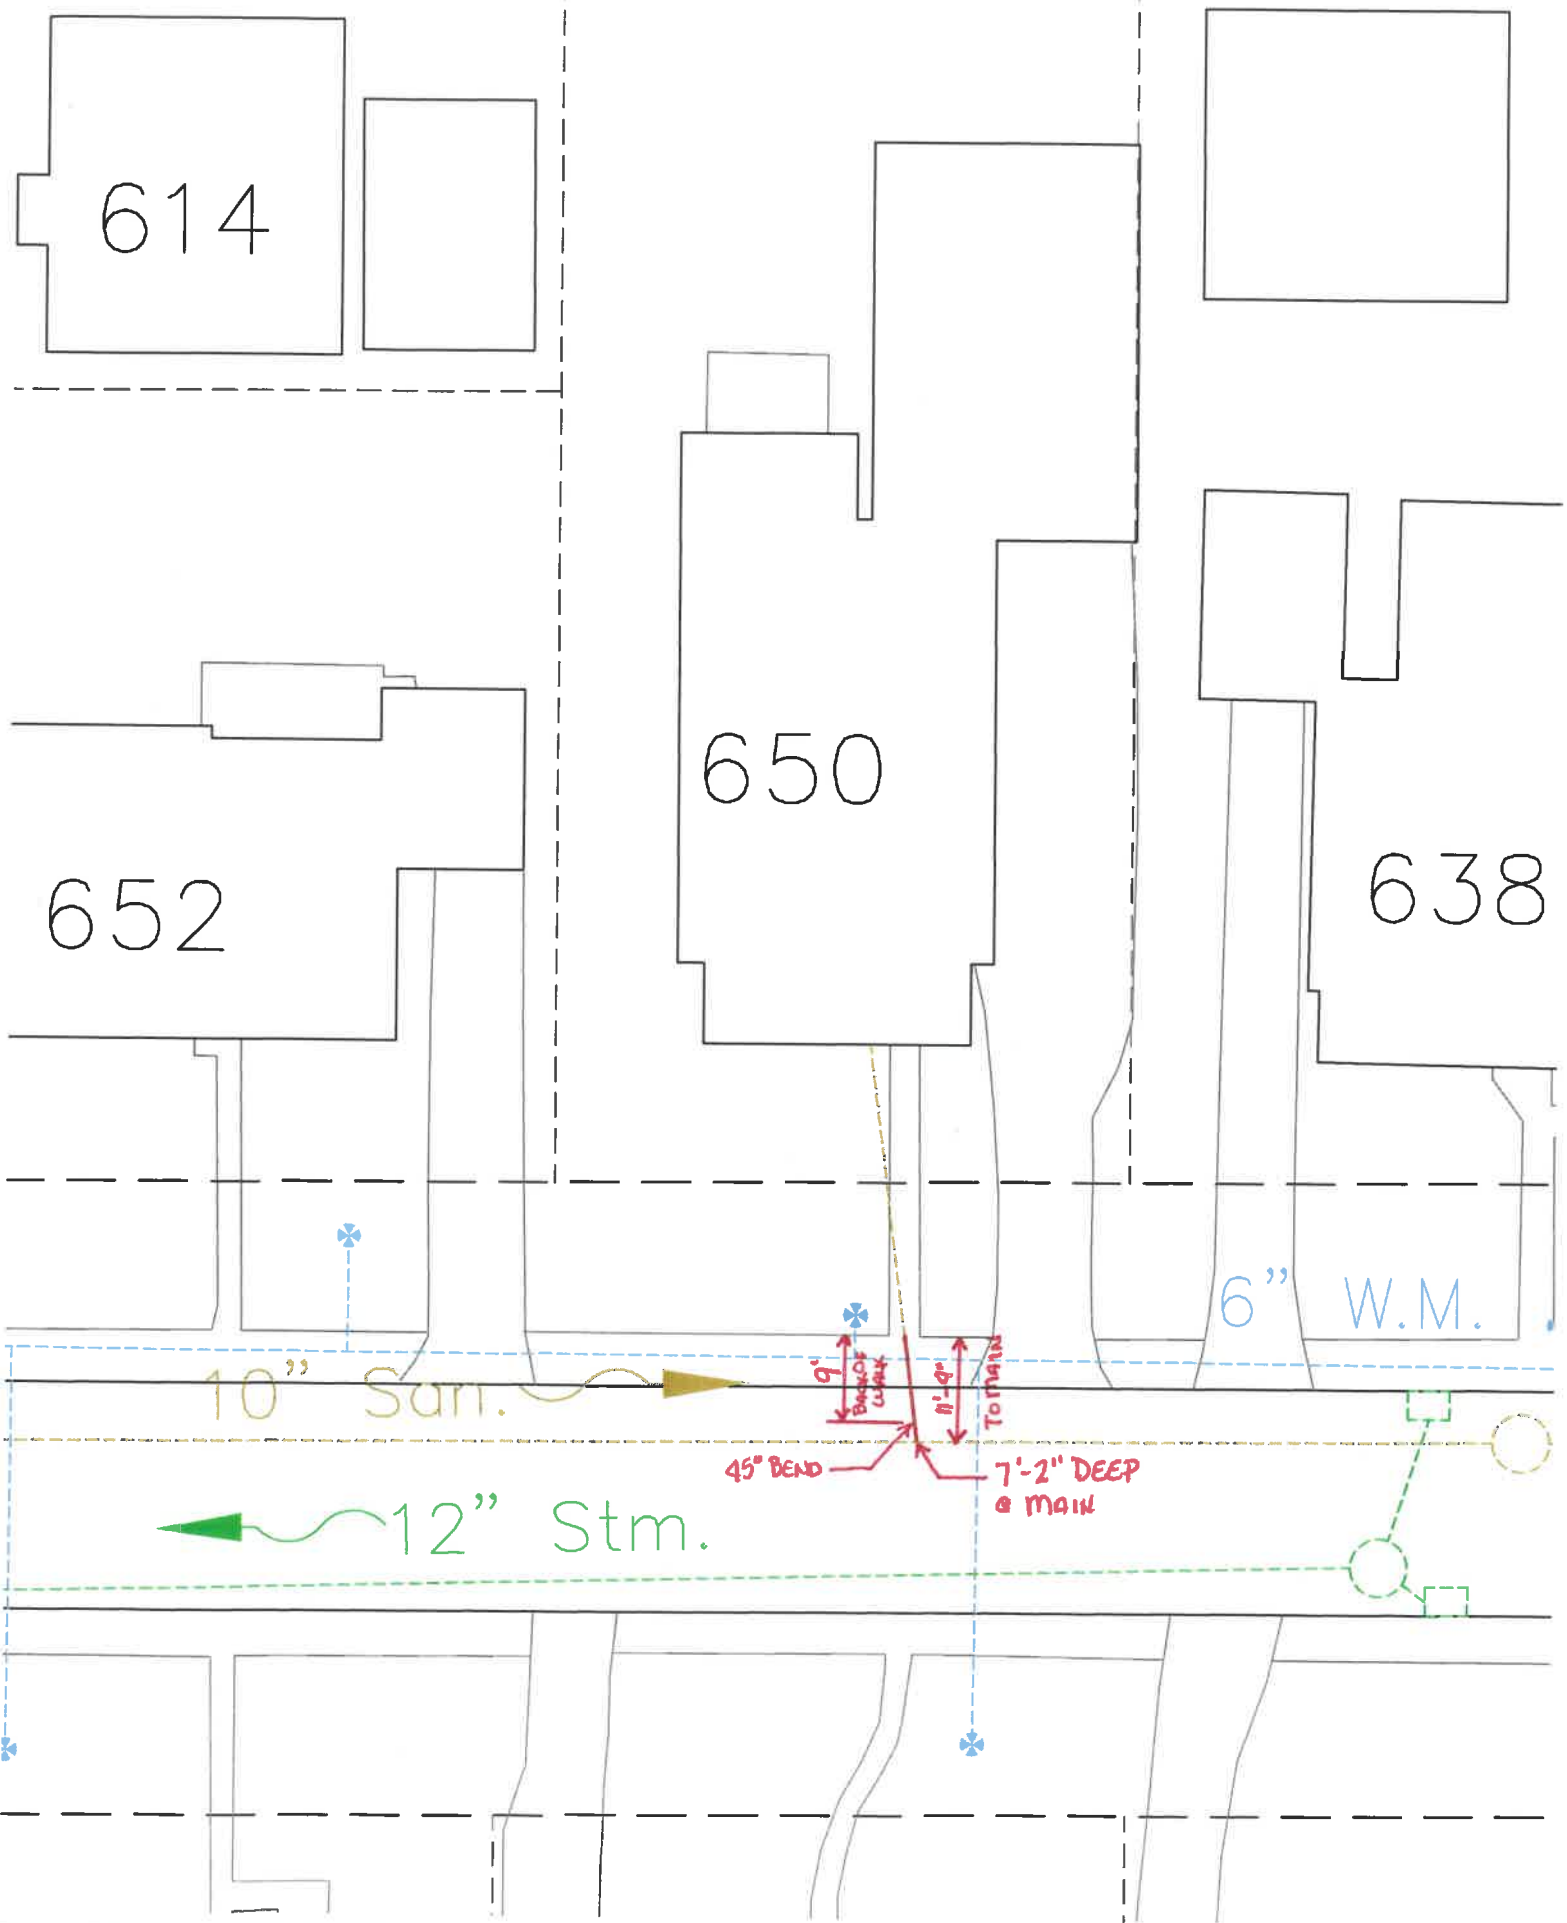 614
650
652
638
6" W.M.
10" San.
9'
BACK OF
WALK
11'-9"
TO MAIN
45° BEND
7'-2" DEEP
@ MAIN
12" Stm.